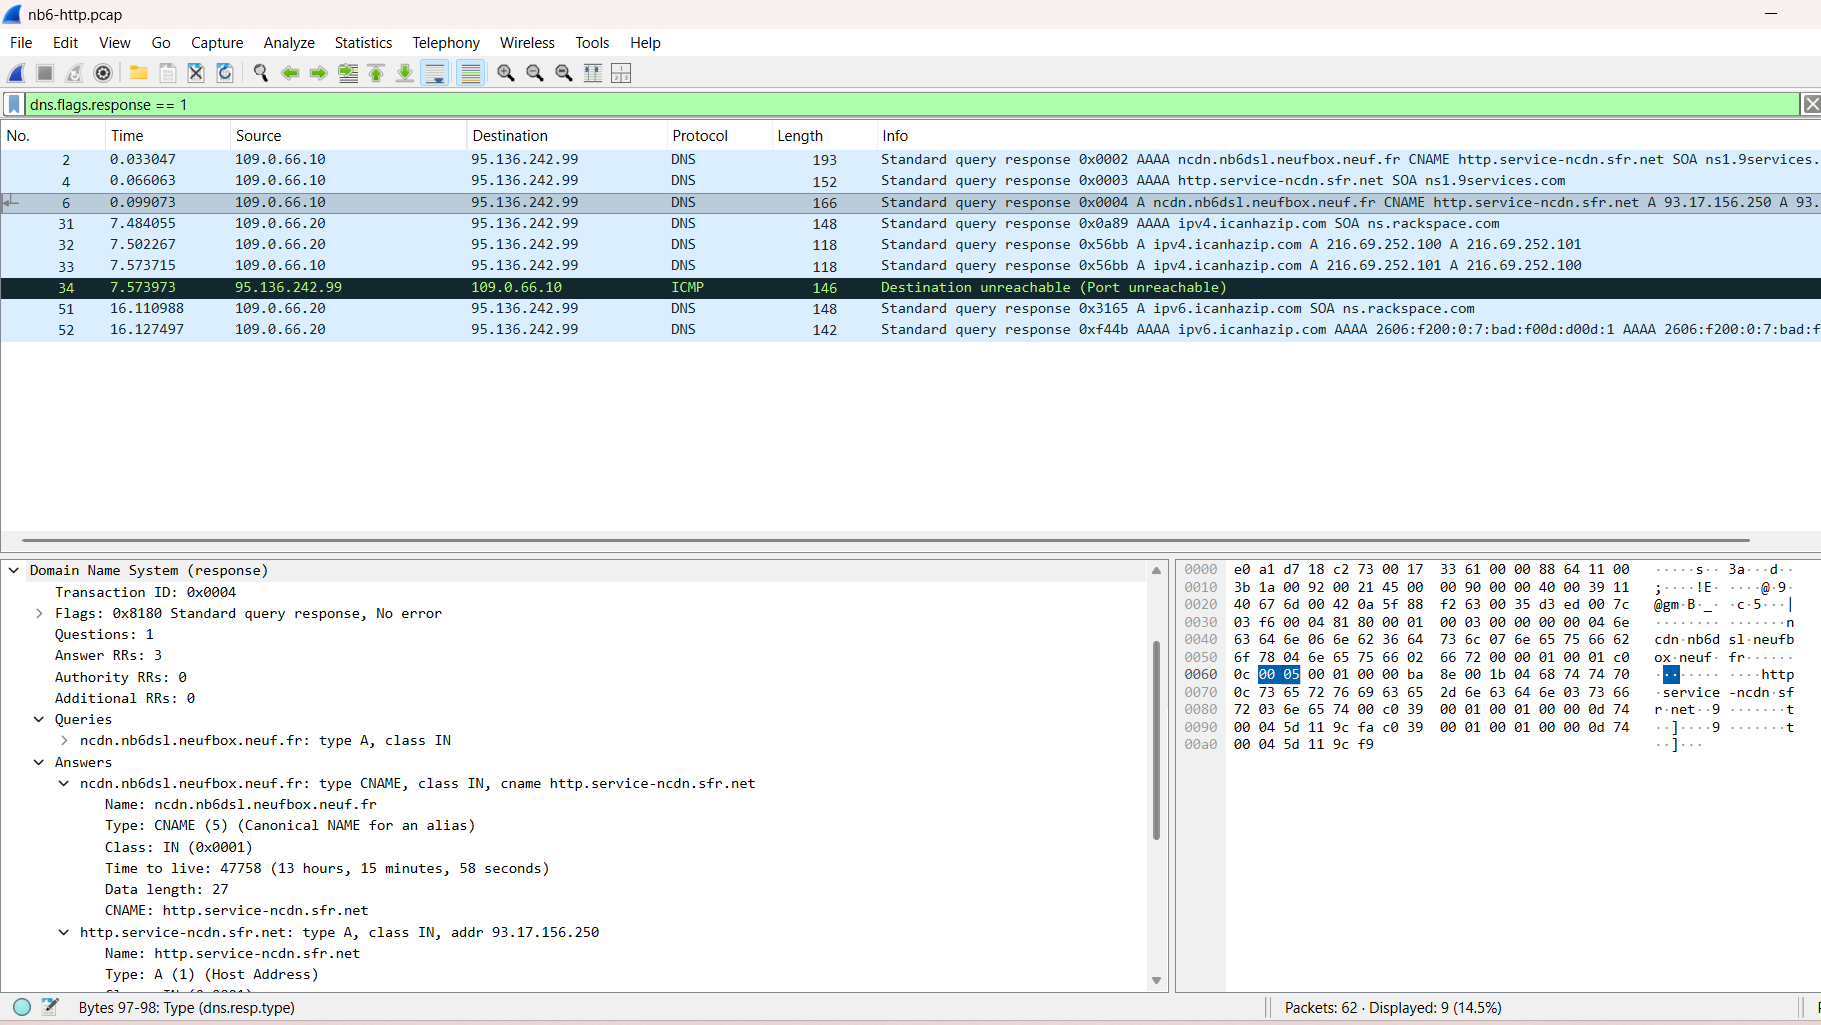 nb6-http.pcap
File Edit View Go Capture Analyze Statistics Telephony Wireless Tools Help
dns.flags.response == 1
No. Time Source Destination Protocol Length Info
2 0.033047 109.0.66.10 95.136.242.99 DNS 193 Standard query response 0x0002 AAAA ncdn.nb6dsl.neufbox.neuf.fr CNAME http.service-ncdn.sfr.net SOA ns1.9services.
4 0.066063 109.0.66.10 95.136.242.99 DNS 152 Standard query response 0x0003 AAAA http.service-ncdn.sfr.net SOA ns1.9services.com
6 0.099073 109.0.66.10 95.136.242.99 DNS 166 Standard query response 0x0004 A ncdn.nb6dsl.neufbox.neuf.fr CNAME http.service-ncdn.sfr.net A 93.17.156.250 A 93.
31 7.484055 109.0.66.20 95.136.242.99 DNS 148 Standard query response 0x0a89 AAAA ipv4.icanhazip.com SOA ns.rackspace.com
32 7.502267 109.0.66.20 95.136.242.99 DNS 118 Standard query response 0x56bb A ipv4.icanhazip.com A 216.69.252.100 A 216.69.252.101
33 7.573715 109.0.66.10 95.136.242.99 DNS 118 Standard query response 0x56bb A ipv4.icanhazip.com A 216.69.252.101 A 216.69.252.100
34 7.573973 95.136.242.99 109.0.66.10 ICMP 146 Destination unreachable (Port unreachable)
51 16.110988 109.0.66.20 95.136.242.99 DNS 148 Standard query response 0x3165 A ipv6.icanhazip.com SOA ns.rackspace.com
52 16.127497 109.0.66.20 95.136.242.99 DNS 142 Standard query response 0xf44b AAAA ipv6.icanhazip.com AAAA 2606:f200:0:7:bad:f00d:d00d:1 AAAA 2606:f200:0:7:bad:f
Domain Name System (response)
Transaction ID: 0x0004
Flags: 0x8180 Standard query response, No error
Questions: 1
Answer RRs: 3
Authority RRs: 0
Additional RRs: 0
Queries
ncdn.nb6dsl.neufbox.neuf.fr: type A, class IN
Answers
ncdn.nb6dsl.neufbox.neuf.fr: type CNAME, class IN, cname http.service-ncdn.sfr.net
Name: ncdn.nb6dsl.neufbox.neuf.fr
Type: CNAME (5) (Canonical NAME for an alias)
Class: IN (0x0001)
Time to live: 47758 (13 hours, 15 minutes, 58 seconds)
Data length: 27
CNAME: http.service-ncdn.sfr.net
http.service-ncdn.sfr.net: type A, class IN, addr 93.17.156.250
Name: http.service-ncdn.sfr.net
Type: A (1) (Host Address)
0000 e0 a1 d7 18 c2 73 00 17 33 61 00 00 88 64 11 00 ·····s·· 3a···d··
0010 3b 1a 00 92 00 21 45 00 00 90 00 00 40 00 39 11 ;····!E· ····@·9·
0020 40 67 6d 00 42 0a 5f 88 f2 63 00 35 d3 ed 00 7c @gm·B·_· ·c·5···|
0030 03 f6 00 04 81 80 00 01 00 03 00 00 00 00 04 6e ········ ·······n
0040 63 64 6e 06 6e 62 36 64 73 6c 07 6e 65 75 66 62 cdn·nb6d sl·neufb
0050 6f 78 04 6e 65 75 66 02 66 72 00 00 01 00 01 c0 ox·neuf· fr······
0060 0c 00 05 00 01 00 00 ba 8e 00 1b 04 68 74 74 70 ········ ····http
0070 0c 73 65 72 76 69 63 65 2d 6e 63 64 6e 03 73 66 ·service -ncdn·sf
0080 72 03 6e 65 74 00 c0 39 00 01 00 01 00 00 0d 74 r·net··9 ·······t
0090 00 04 5d 11 9c fa c0 39 00 01 00 01 00 00 0d 74 ··]····9 ·······t
00a0 00 04 5d 11 9c f9 ··]···
Bytes 97-98: Type (dns.resp.type) Packets: 62 · Displayed: 9 (14.5%)